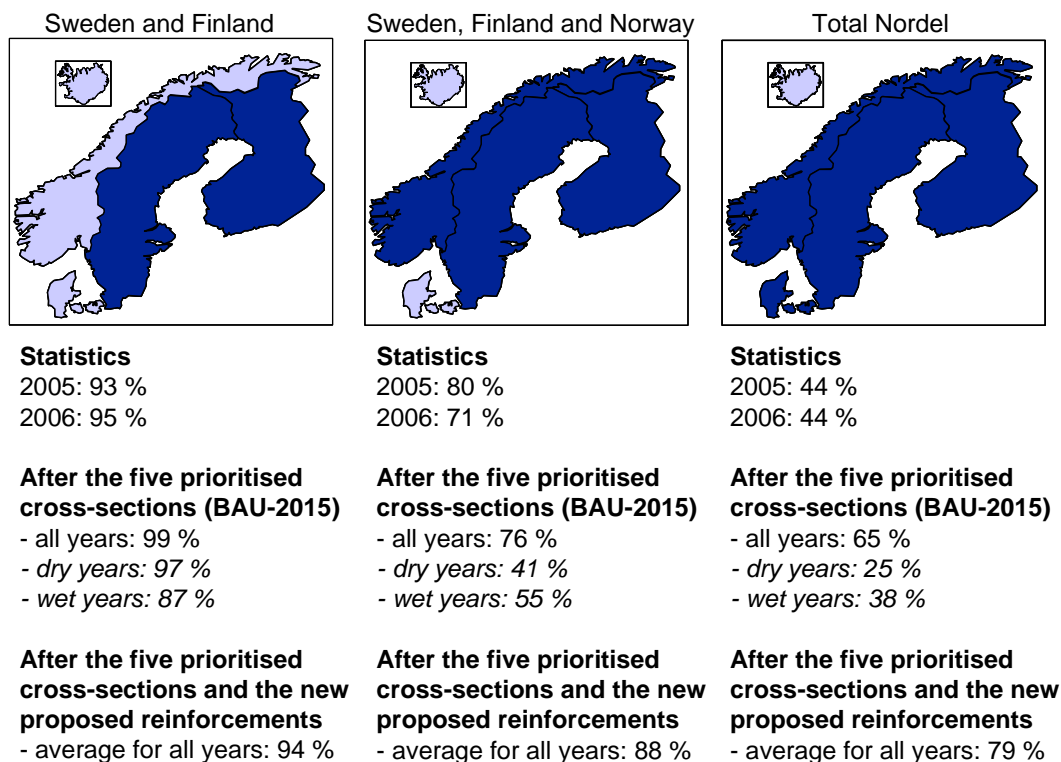 Sweden and Finland
Statistics
2005: 93 %
2006: 95 %
After the five prioritised
cross-sections (BAU-2015)
- all years: 99 %
- dry years: 97 %
- wet years: 87 %
After the five prioritised
cross-sections and the new
proposed reinforcements
- average for all years: 94 %
Sweden, Finland and Norway
Statistics
2005: 80 %
2006: 71 %
After the five prioritised
cross-sections (BAU-2015)
- all years: 76 %
- dry years: 41 %
- wet years: 55 %
After the five prioritised
cross-sections and the new
proposed reinforcements
- average for all years: 88 %
Total Nordel
Statistics
2005: 44 %
2006: 44 %
After the five prioritised
cross-sections (BAU-2015)
- all years: 65 %
- dry years: 25 %
- wet years: 38 %
After the five prioritised
cross-sections and the new
proposed reinforcements
- average for all years: 79 %